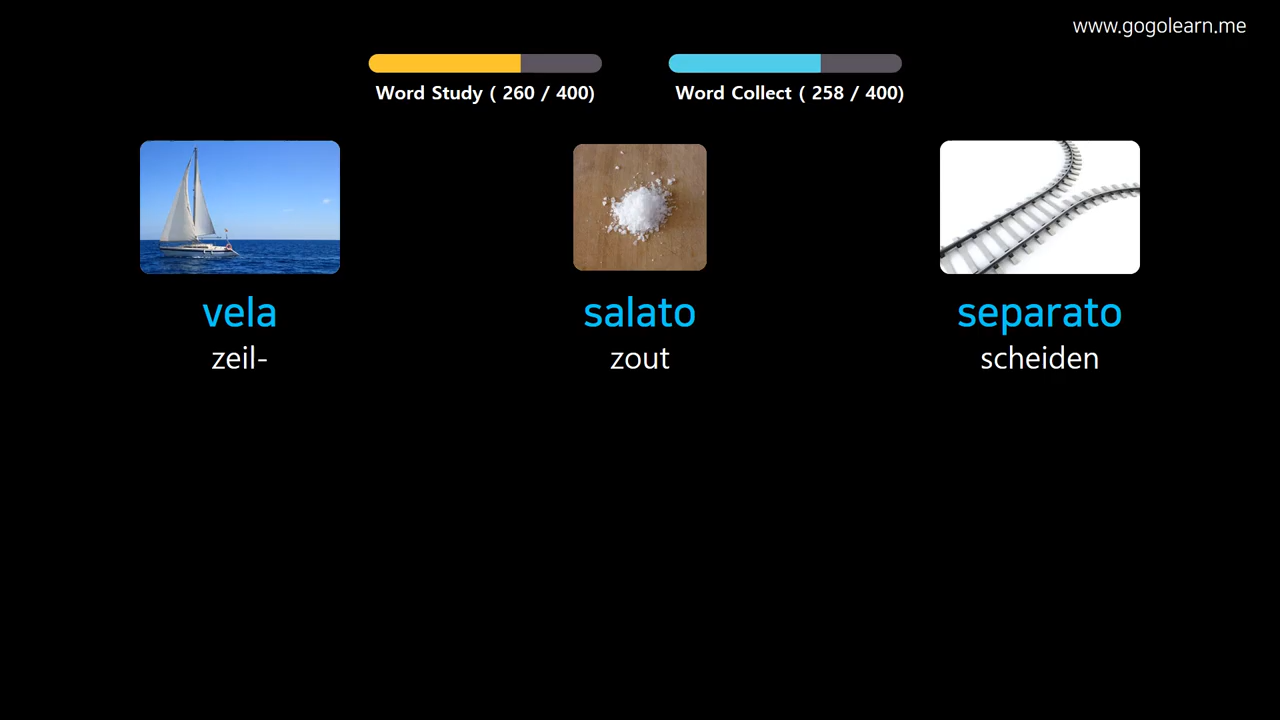 www.gogolearn.me
Word Study ( 260 / 400)
Word Collect ( 258 / 400)
vela
salato
separato
zeil-
zout
scheiden